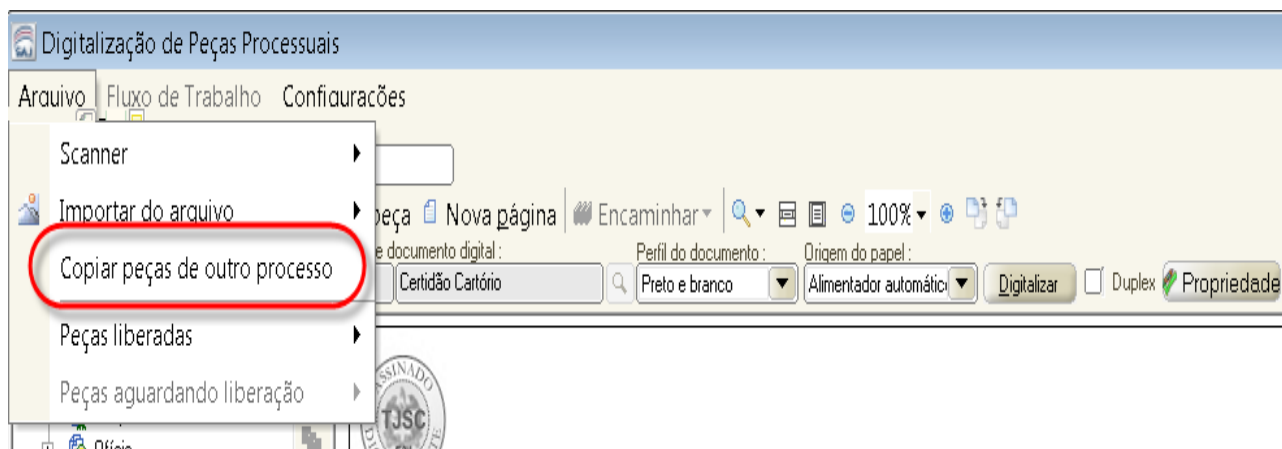 Digitalização de Peças Processuais
Arquivo Fluxo de Trabalho Configurações
Scanner
Importar do arquivo
peça Nova página Encaminhar 100%
Copiar peças de outro processo
e documento digital : Perfil do documento : Origem do papel :
Certidão Cartório Preto e branco Alimentador automátic Digitalizar Duplex Propriedade
Peças liberadas
Peças aguardando liberação
ASSINADO
TJSC
Ofício